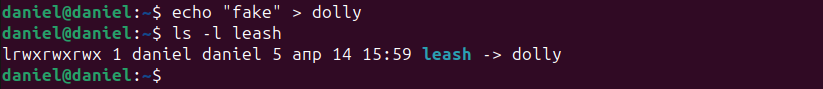 daniel@daniel:~$ echo "fake" > dolly
daniel@daniel:~$ ls -l leash
lrwxrwxrwx 1 daniel daniel 5 апр 14 15:59 leash -> dolly
daniel@daniel:~$